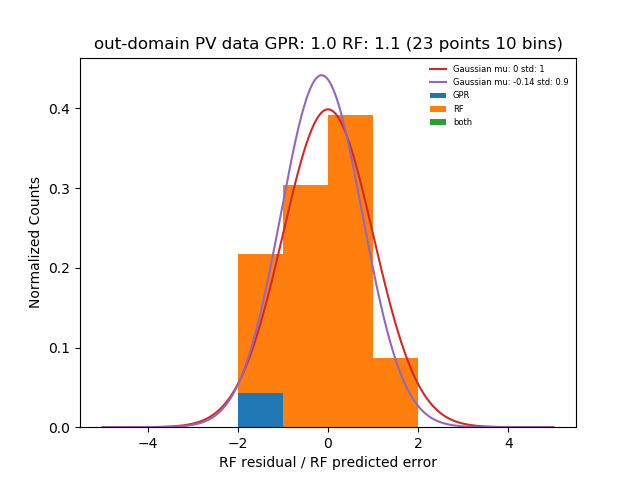 out-domain PV data GPR: 1.0 RF: 1.1 (23 points 10 bins)
Gaussian mu: 0 std: 1
Gaussian mu: -0.14 std: 0.9
GPR
RF
both
Normalized Counts
0.4
0.3
0.2
0.1
0.0
−4 −2 0 2 4
RF residual / RF predicted error